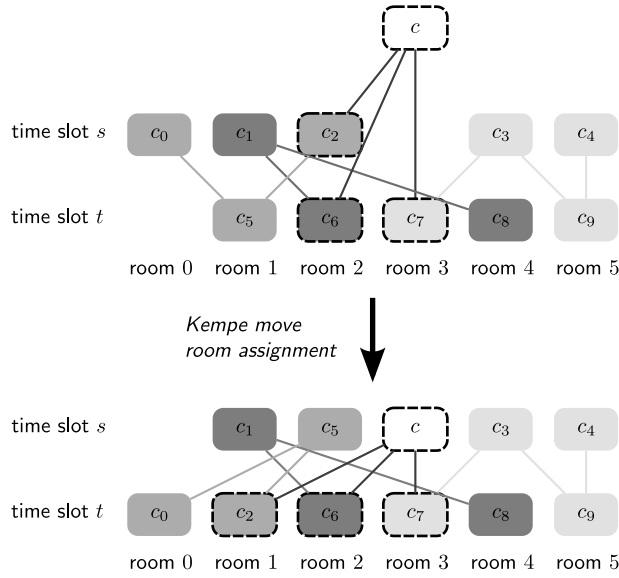 c
time slot s c₀ c₁ c₂ c₃ c₄
time slot t c₅ c₆ c₇ c₈ c₉
room 0 room 1 room 2 room 3 room 4 room 5
Kempe move
room assignment
time slot s c₁ c₅ c c₃ c₄
time slot t c₀ c₂ c₆ c₇ c₈ c₉
room 0 room 1 room 2 room 3 room 4 room 5